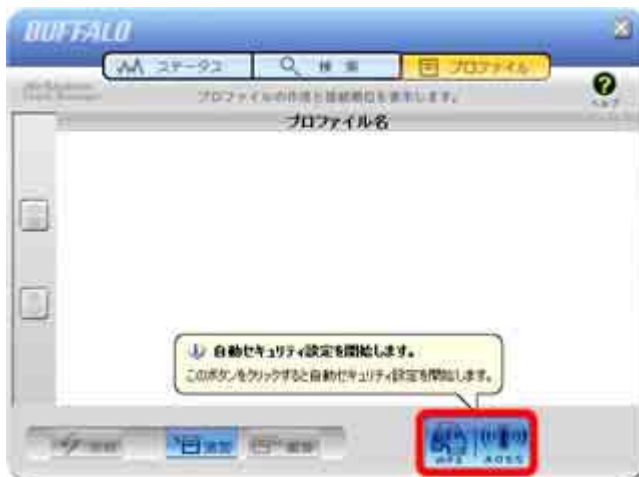 BUFFALO
ステータス
検索
プロファイル
プロファイルの作成と接続順位を表示します。
ヘルプ
プロファイル名
自動セキュリティ設定を開始します。
このボタンをクリックすると自動セキュリティ設定を開始します。
追加
WPS
AOSS